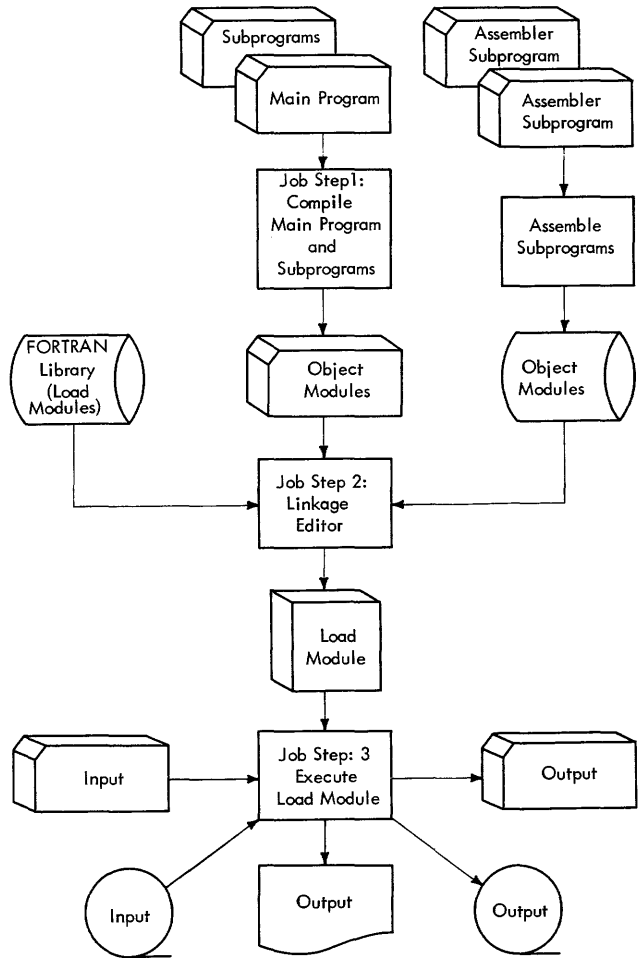 Subprograms
Main Program
Assembler
Subprogram
Assembler
Subprogram
Job Step1:
Compile
Main Program
and
Subprograms
Assemble
Subprograms
FORTRAN
Library
(Load
Modules)
Object
Modules
Object
Modules
Job Step 2:
Linkage
Editor
Load
Module
Input
Job Step: 3
Execute
Load Module
Output
Input
Output
Output